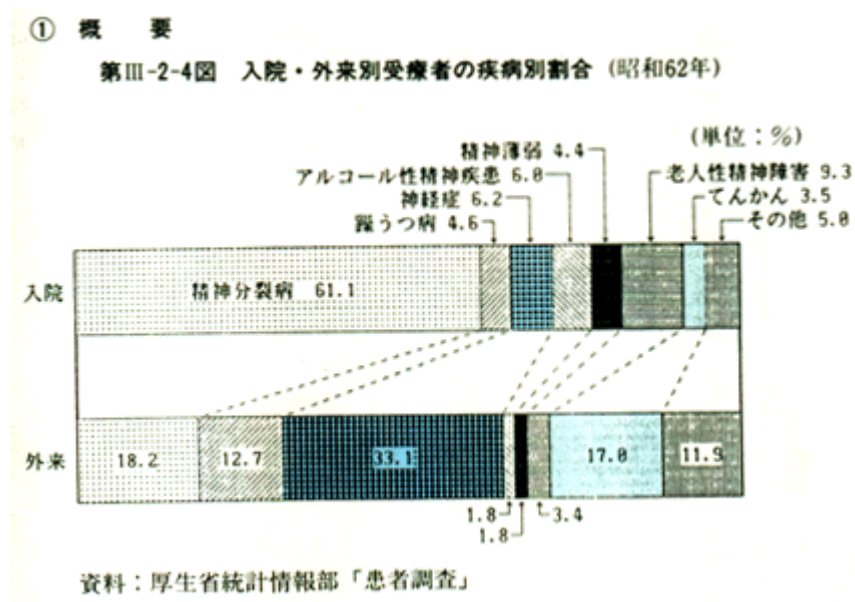 ① 概 要
第Ⅲ-2-4図 入院・外来別受療者の疾病別割合 (昭和62年)
(単位：%)
精神薄弱 4.4
アルコール性精神疾患 6.0
老人性精神障害 9.3
神経症 6.2
てんかん 3.5
躁うつ病 4.6
その他 5.0
入院
精神分裂病 61.1
外来
18.2 12.7 33.1 17.0 11.9
1.8 3.4
1.8
資料：厚生省統計情報部「患者調査」